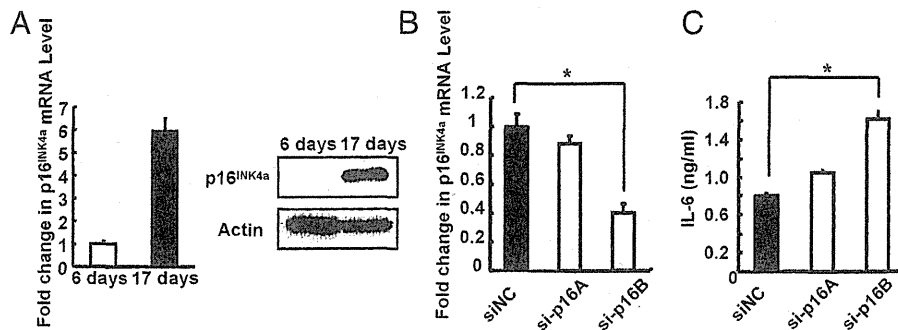 A
Fold change in p16INK4a mRNA Level
7
6
5
4
3
2
1
0
6 days 17 days
6 days 17 days
p16INK4a
Actin
B
Fold change in p16INK4a mRNA Level
*
1.2
1
0.8
0.6
0.4
0.2
0
siNC
si-p16A
si-p16B
C
IL-6 (ng/ml)
*
1.8
1.4
1.0
0.6
0.2
siNC
si-p16A
si-p16B